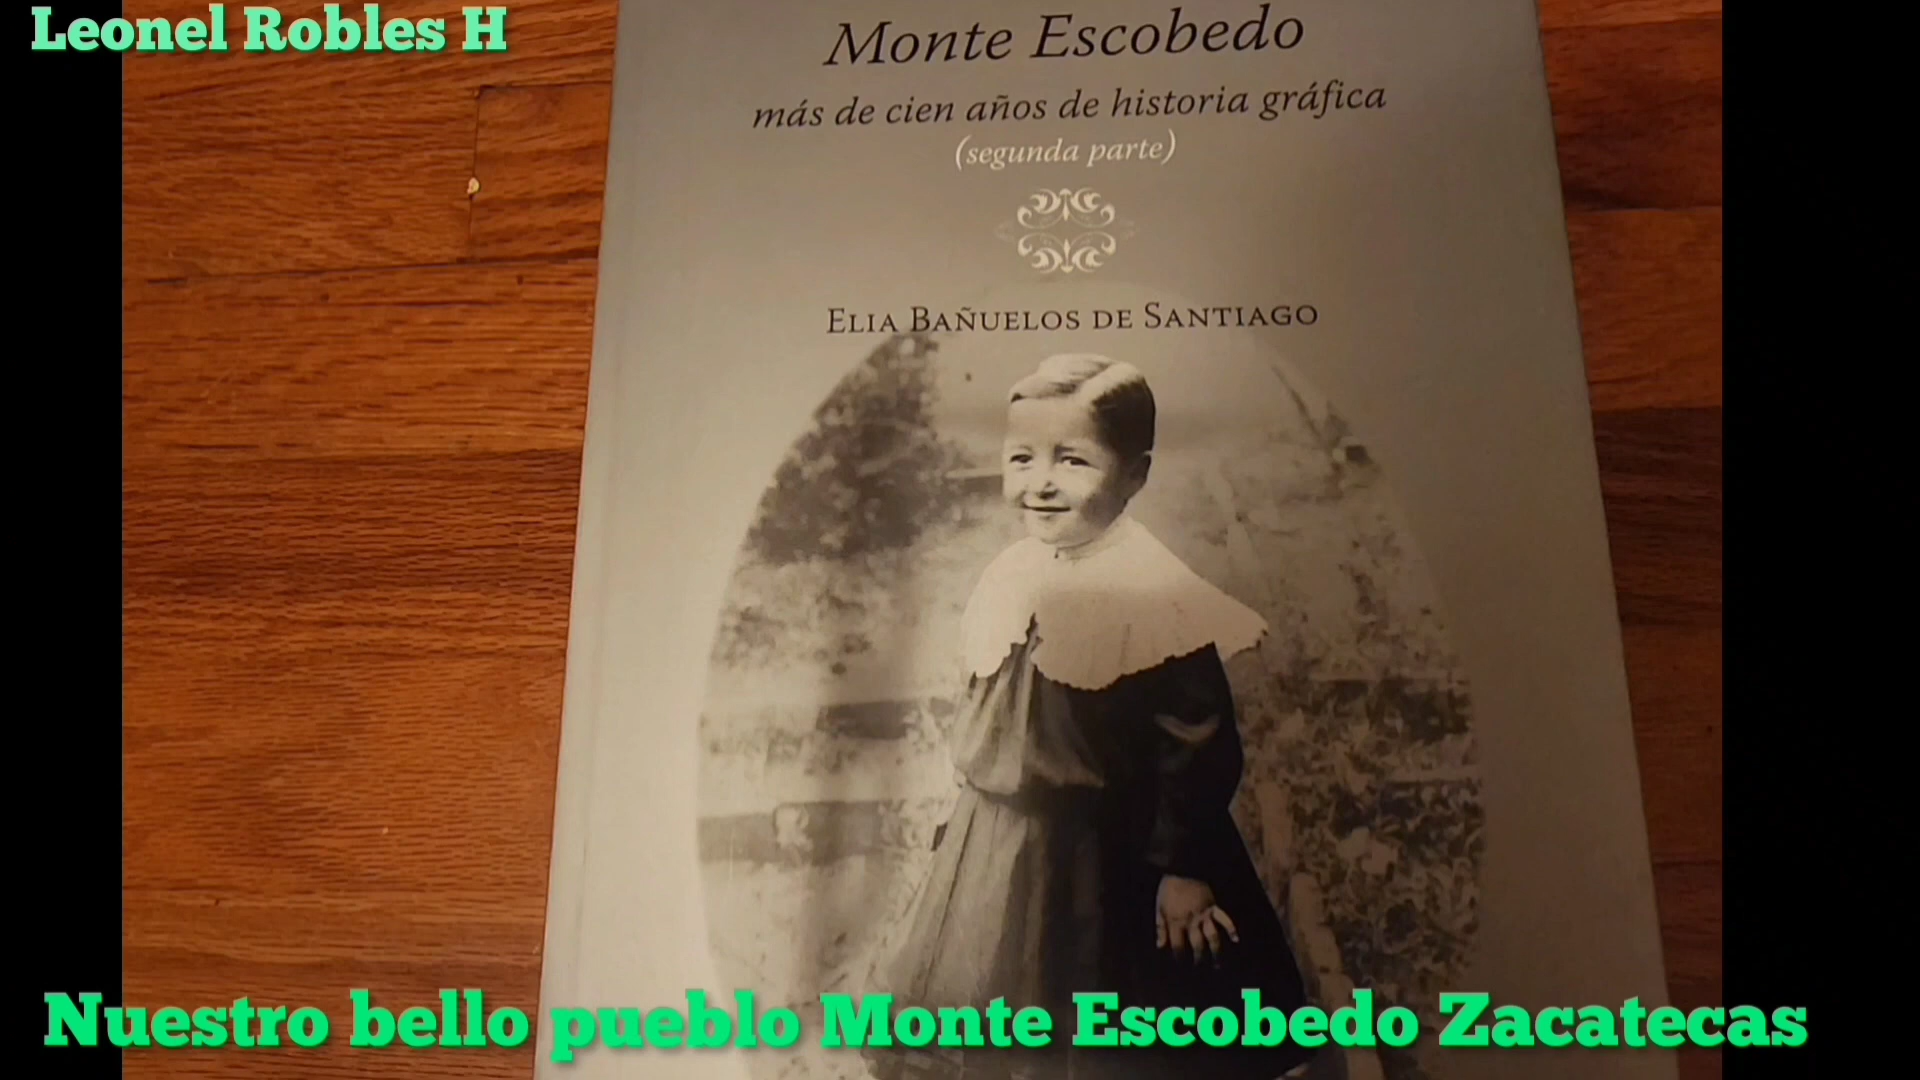 Leonel Robles H
Monte Escobedo
más de cien años de historia gráfica
(segunda parte)
Elia Bañuelos de Santiago
Nuestro bello pueblo Monte Escobedo Zacatecas